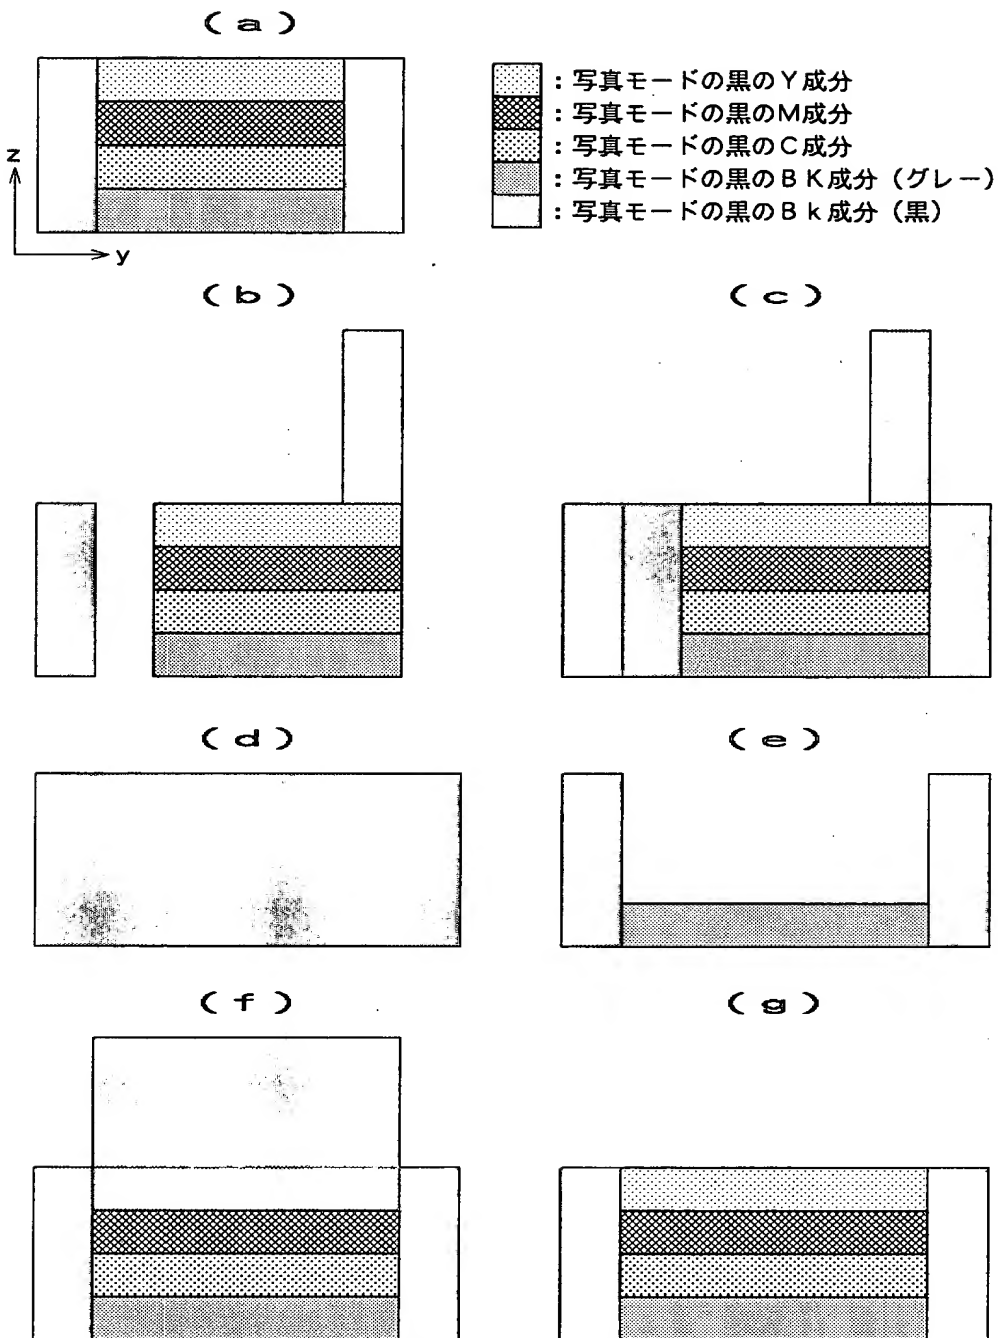 (a)
:写真モードの黒のY成分
:写真モードの黒のM成分
:写真モードの黒のC成分
:写真モードの黒のBK成分(グレー)
:写真モードの黒のBk成分(黒)
z
y
(b)
(c)
(d)
(e)
(f)
(g)